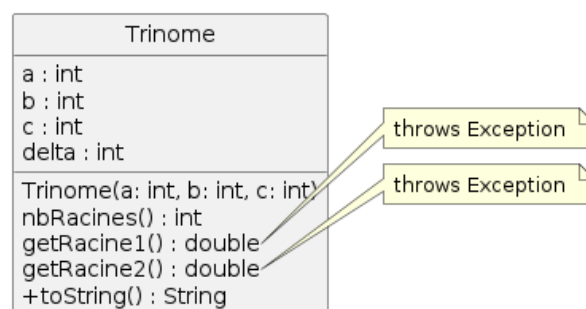 Trinome
a : int
b : int
c : int
delta : int
Trinome(a: int, b: int, c: int)
nbRacines() : int
getRacine1() : double
getRacine2() : double
+toString() : String
throws Exception
throws Exception